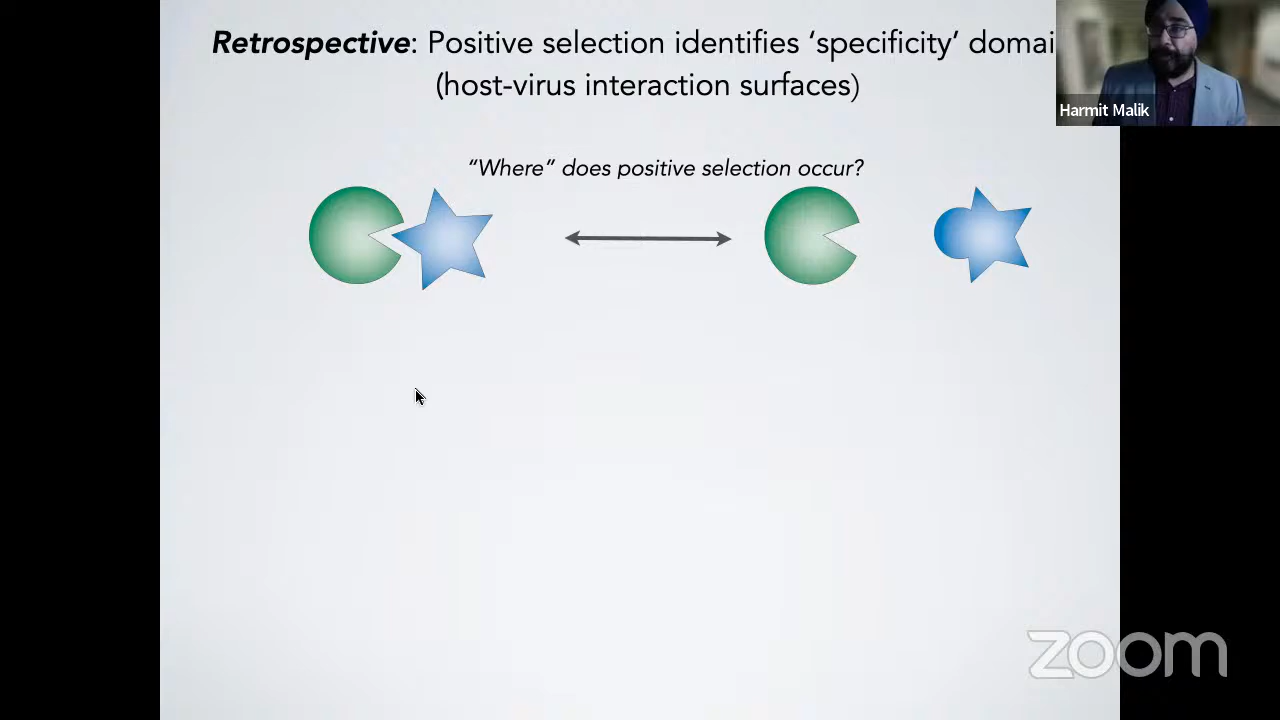 Retrospective: Positive selection identifies ‘specificity’ domai
(host-virus interaction surfaces)
Harmit Malik
“Where” does positive selection occur?
zoom